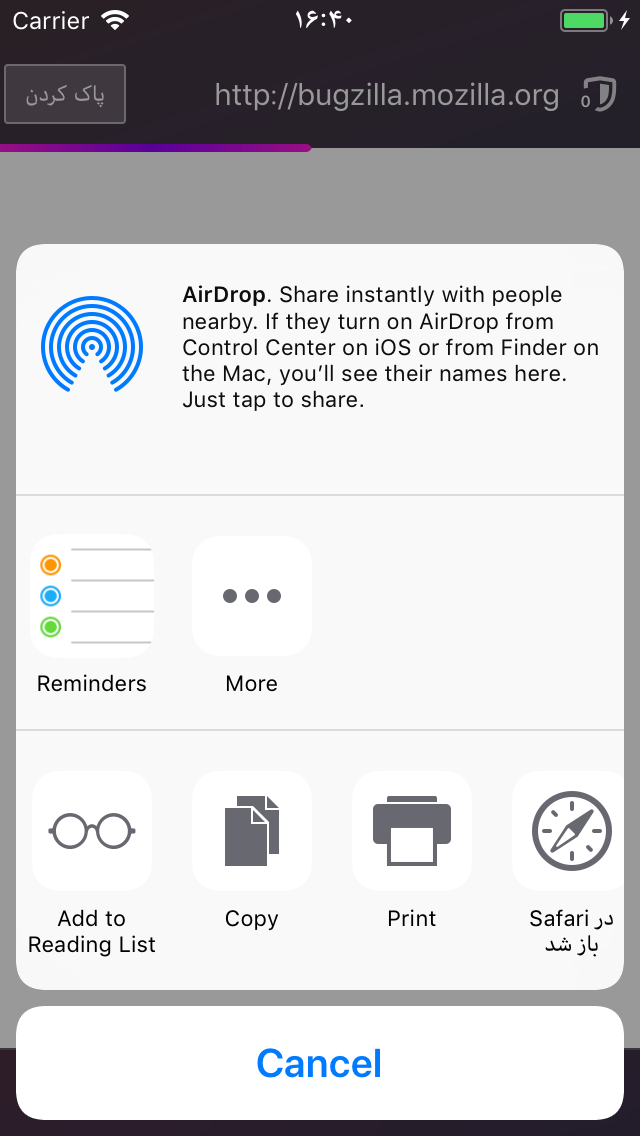 Carrier ۱۶:۴۰
پاک کردن
http://bugzilla.mozilla.org
0
AirDrop. Share instantly with people
nearby. If they turn on AirDrop from
Control Center on iOS or from Finder on
the Mac, you’ll see their names here.
Just tap to share.
Reminders
More
Add to
Reading List
Copy
Print
در Safari
باز شد
Cancel